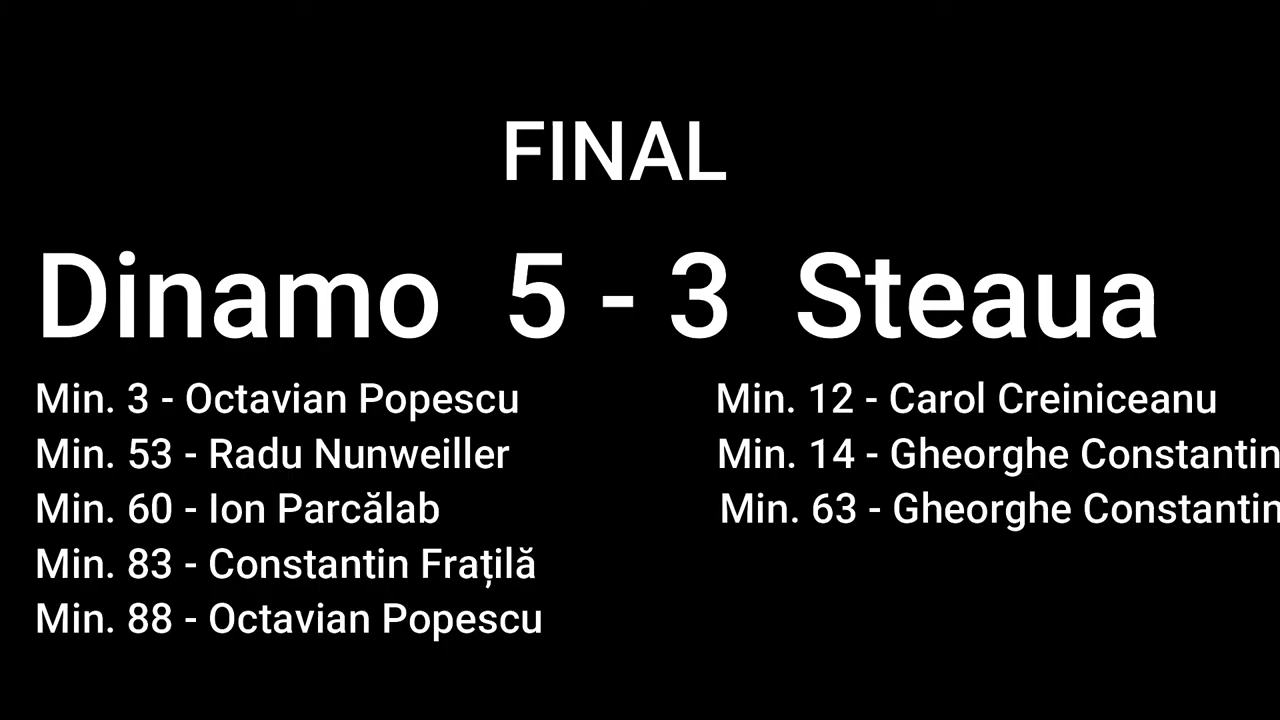 FINAL
Dinamo 5 - 3 Steaua
Min. 3 - Octavian Popescu
Min. 53 - Radu Nunweiller
Min. 60 - Ion Parcălab
Min. 83 - Constantin Frațilă
Min. 88 - Octavian Popescu
Min. 12 - Carol Creiniceanu
Min. 14 - Gheorghe Constantin
Min. 63 - Gheorghe Constantin